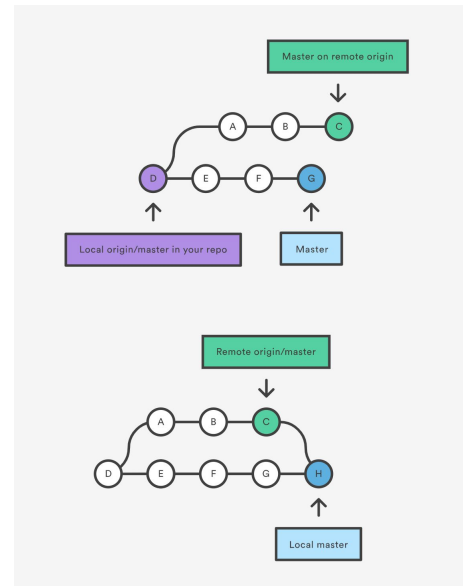 Master on remote origin
A B C
D E F G
Local origin/master in your repo
Master
Remote origin/master
A B C
D E F G H
Local master